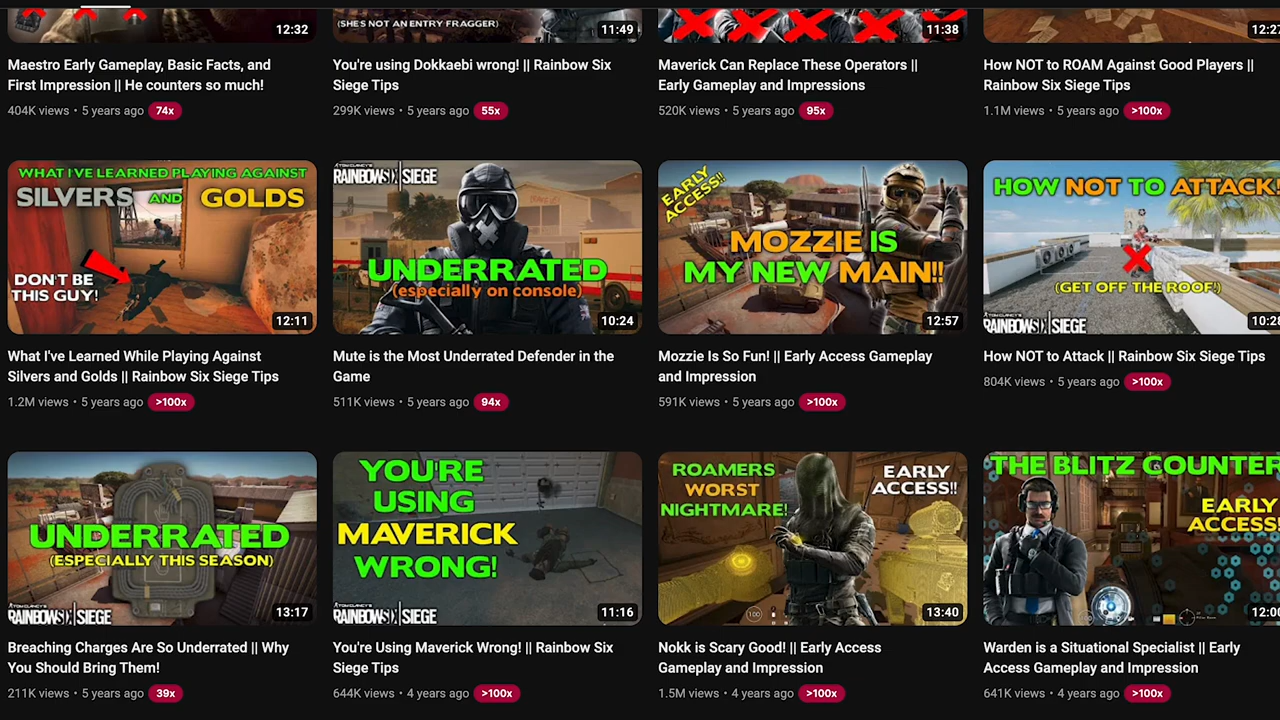 (SHE'S NOT AN ENTRY FRAGGER)
12:32
11:49
11:38
12:27
Maestro Early Gameplay, Basic Facts, and
First Impression || He counters so much!
404K views • 5 years ago 74x
You're using Dokkaebi wrong! || Rainbow Six
Siege Tips
299K views • 5 years ago 55x
Maverick Can Replace These Operators ||
Early Gameplay and Impressions
520K views • 5 years ago 95x
How NOT to ROAM Against Good Players ||
Rainbow Six Siege Tips
1.1M views • 5 years ago >100x
WHAT I'VE LEARNED PLAYING AGAINST
SILVERS AND GOLDS
DON'T BE
THIS GUY!
12:11
What I've Learned While Playing Against
Silvers and Golds || Rainbow Six Siege Tips
1.2M views • 5 years ago >100x
TOM CLANCY'S
RAINBOW SIX SIEGE
UNDERRATED
(especially on console)
10:24
Mute is the Most Underrated Defender in the
Game
511K views • 5 years ago 94x
EARLY
ACCESS!!
MOZZIE IS
MY NEW MAIN!!
12:57
Mozzie Is So Fun! || Early Access Gameplay
and Impression
591K views • 5 years ago >100x
HOW NOT TO ATTACK!
(GET OFF THE ROOF!)
TOM CLANCY'S
RAINBOW SIX SIEGE
10:28
How NOT to Attack || Rainbow Six Siege Tips
804K views • 5 years ago >100x
UNDERRATED
(ESPECIALLY THIS SEASON)
TOM CLANCY'S
RAINBOW SIX SIEGE
13:17
Breaching Charges Are So Underrated || Why
You Should Bring Them!
211K views • 5 years ago 39x
YOU'RE
USING
MAVERICK
WRONG!
TOM CLANCY'S
RAINBOW SIX SIEGE
11:16
You're Using Maverick Wrong! || Rainbow Six
Siege Tips
644K views • 4 years ago >100x
ROAMERS
WORST
NIGHTMARE!
EARLY
ACCESS!!
100
13:40
Nokk is Scary Good! || Early Access
Gameplay and Impression
1.5M views • 4 years ago >100x
THE BLITZ COUNTER
EARLY
ACCESS!
12:00
Warden is a Situational Specialist || Early
Access Gameplay and Impression
641K views • 4 years ago >100x